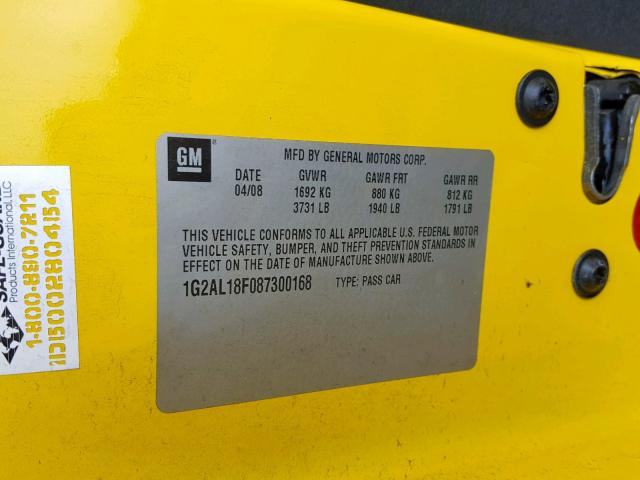 GM
MFD BY GENERAL MOTORS CORP.
DATE GVWR GAWR FRT GAWR RR
04/08 1692 KG 880 KG 812 KG
3731 LB 1940 LB 1791 LB
THIS VEHICLE CONFORMS TO ALL APPLICABLE U.S. FEDERAL MOTOR
VEHICLE SAFETY, BUMPER, AND THEFT PREVENTION STANDARDS IN
EFFECT ON THE DATE OF MANUFACTURE SHOWN ABOVE.
1G2AL18F087300168 TYPE: PASS CAR
Products International, LLC
1-800-880-7211